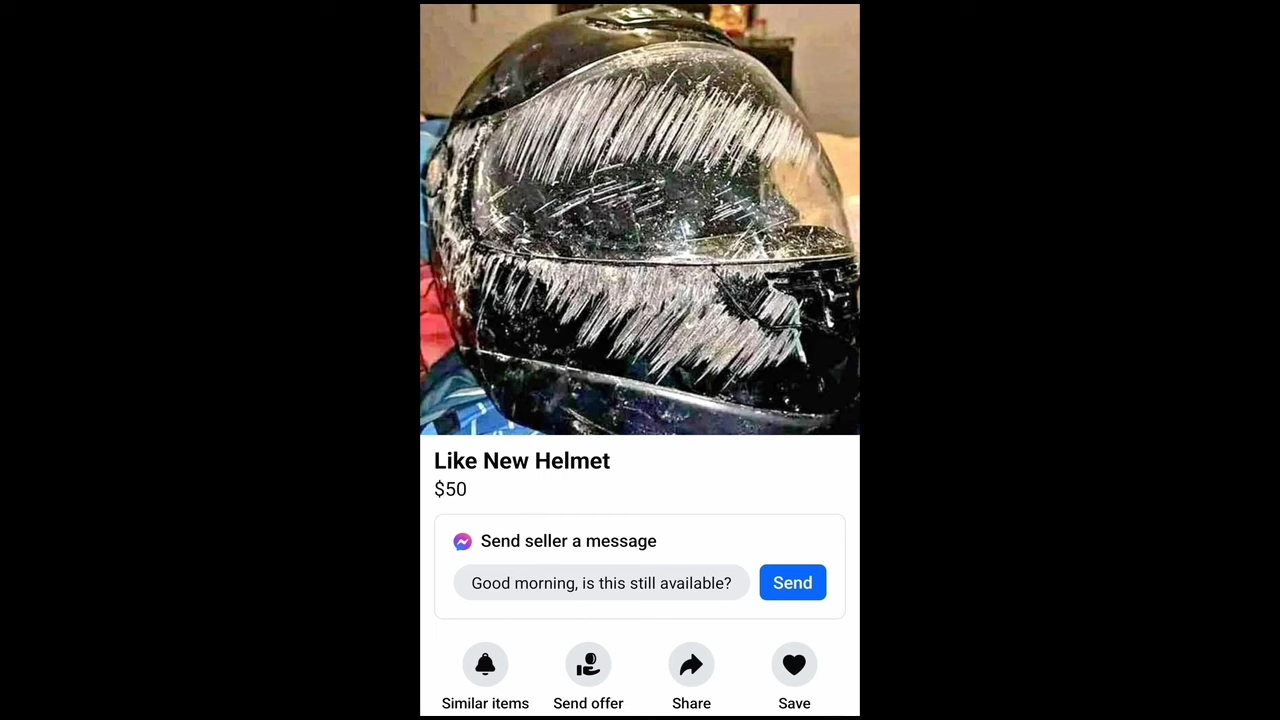 Like New Helmet
$50
Send seller a message
Good morning, is this still available?
Send
Similar items
Send offer
Share
Save